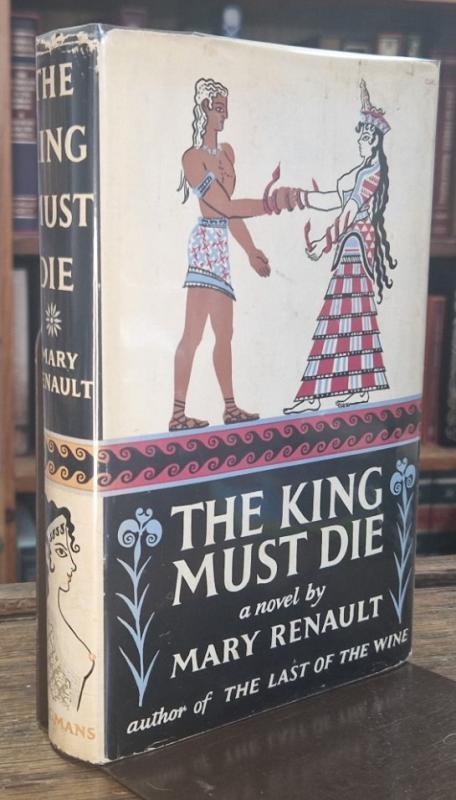 THE
KING
MUST
DIE
MARY
RENAULT
THE KING
MUST DIE
a novel by
MARY RENAULT
author of THE LAST OF THE WINE